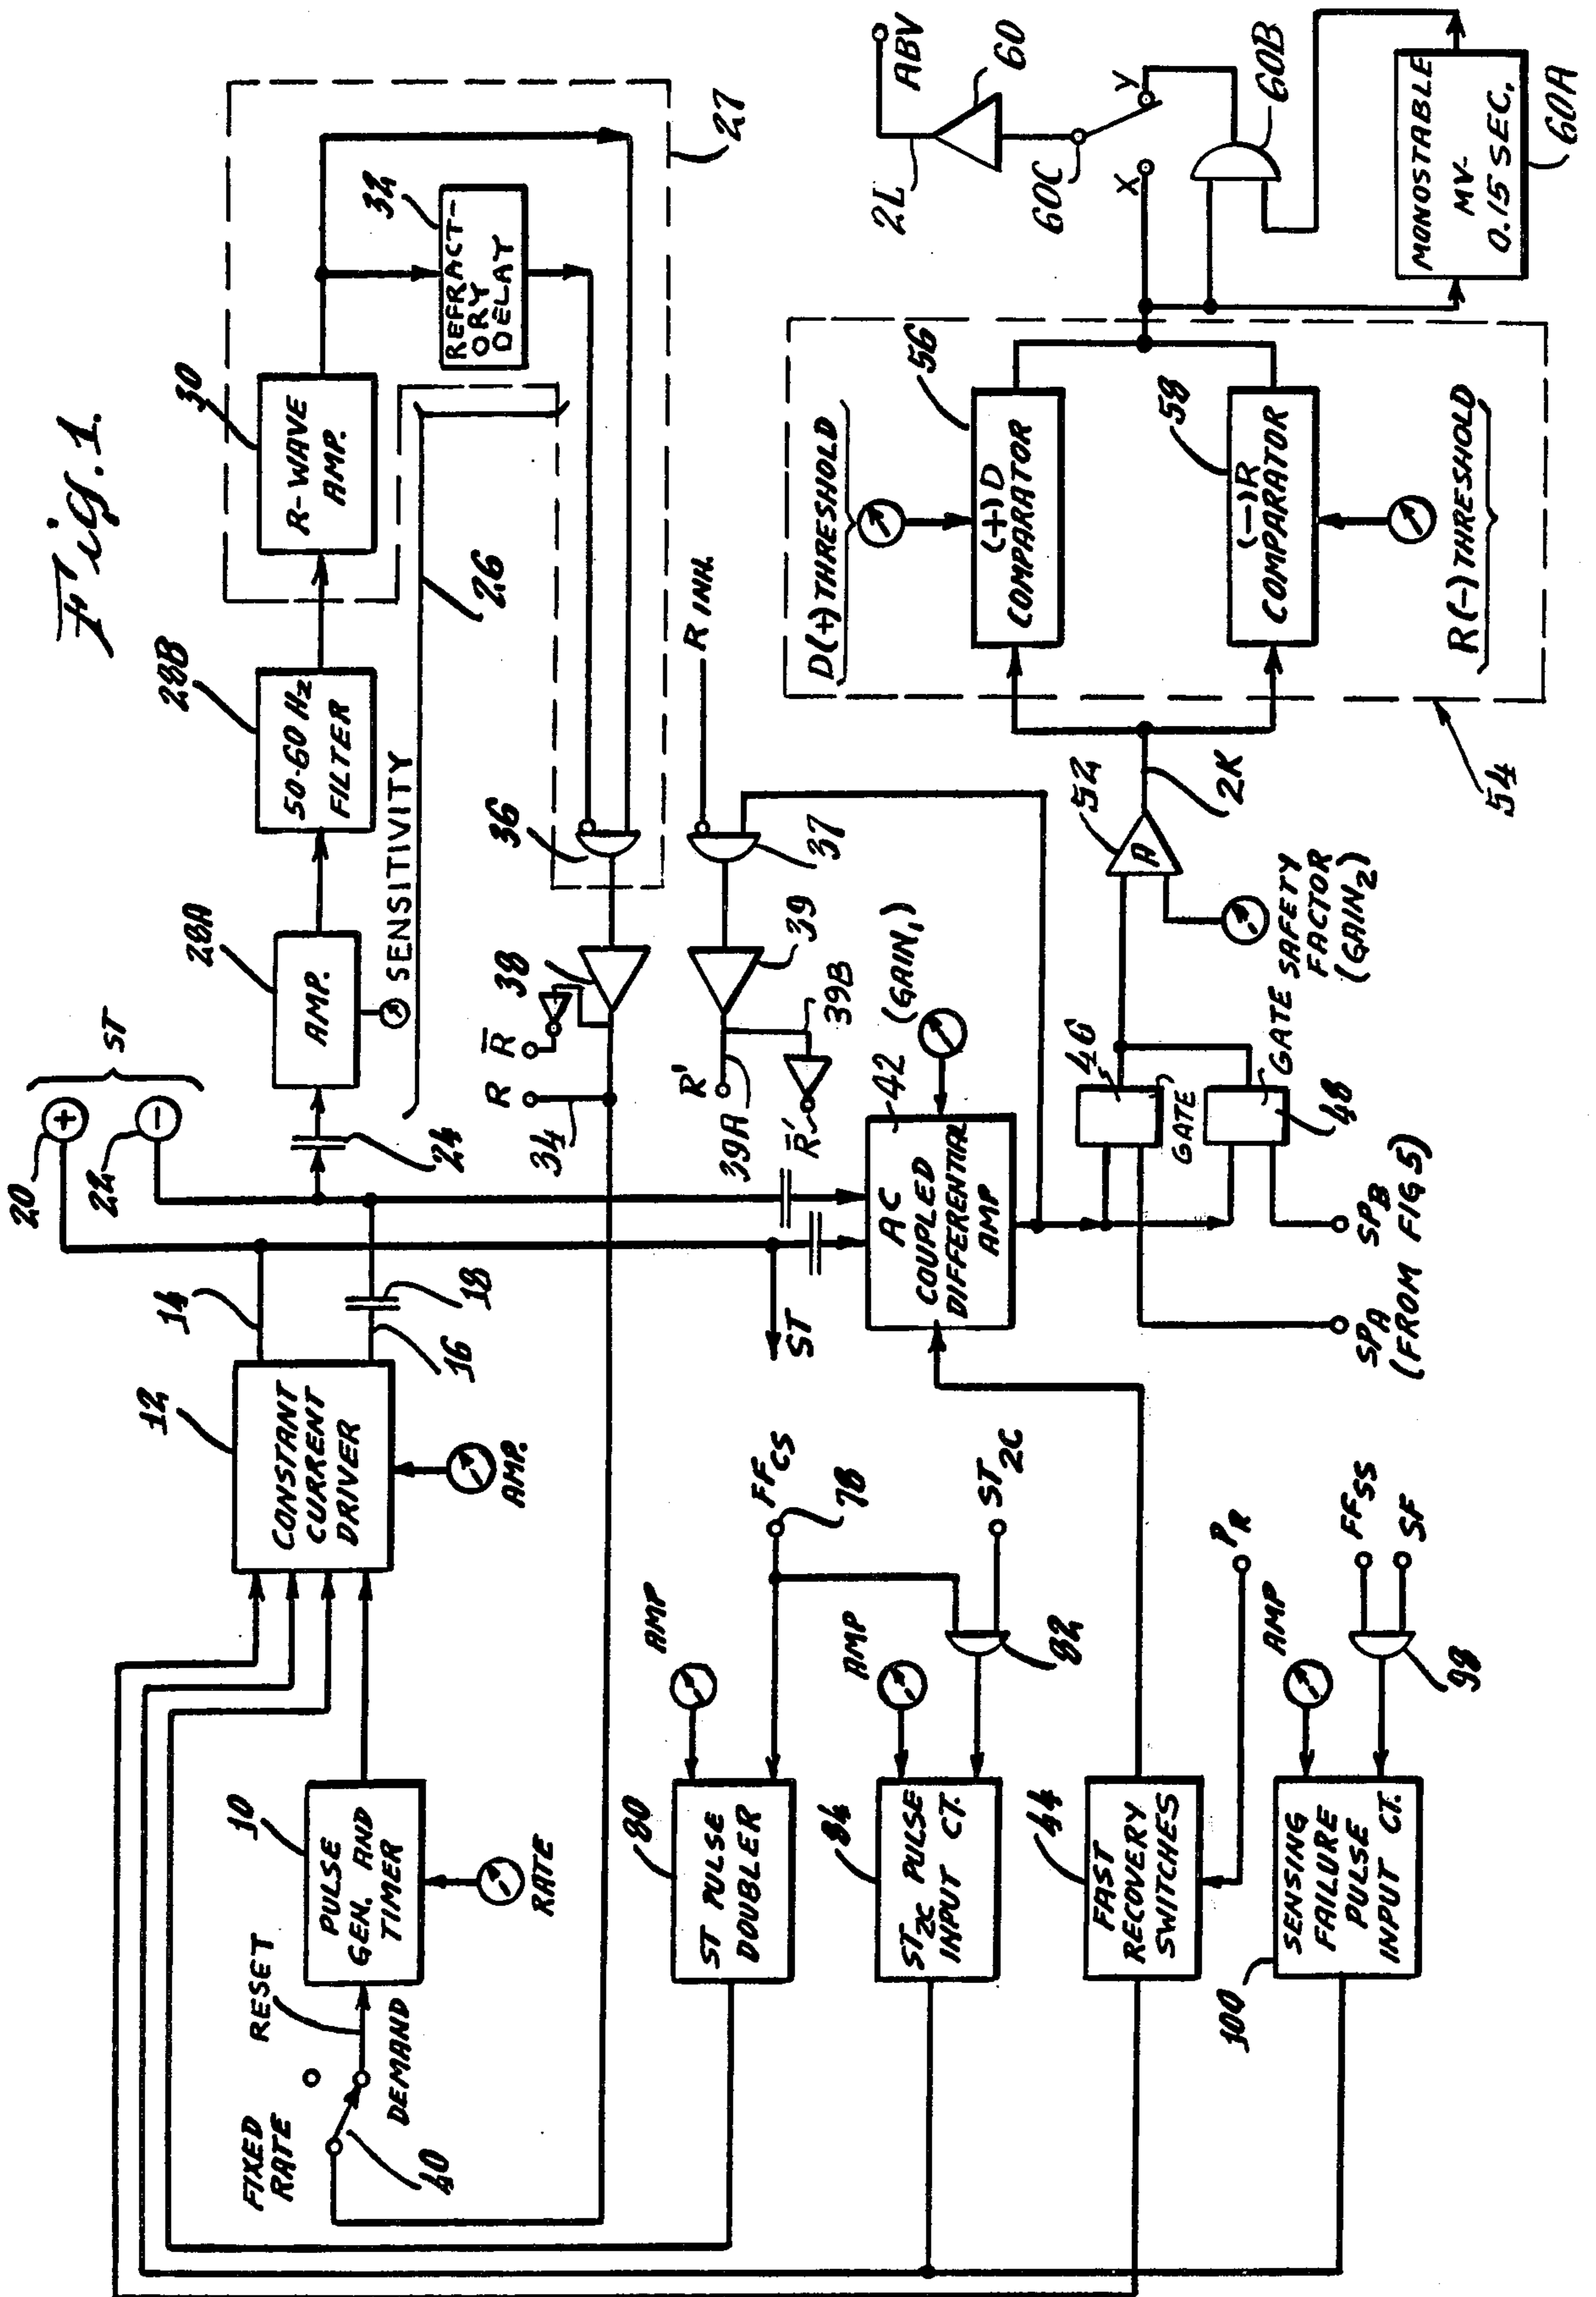 Fig. 1.
FIXED
RATE
40
RESET
DEMAND
10
PULSE
GEN. AND
TIMER
RATE
12
CONSTANT
CURRENT
DRIVER
AMP.
14
16
18
20
22
+
−
ST
24
28A
AMP.
SENSITIVITY
26
28B
50-60 Hz
FILTER
30
R-WAVE
AMP.
32
REFRACT-
ORY
DELAY
27
36
38
R̅
R
34
R INH.
37
39
R'
39A
39B
R̅'
ST
80
ST PULSE
DOUBLER
AMP
FFCS
78
ST2C
82
84
ST2C PULSE
INPUT CT.
AMP
44
FAST
RECOVERY
SWITCHES
PR
100
SENSING
FAILURE
PULSE
INPUT CT.
AMP
FFSS
SF
98
AC
COUPLED
DIFFERENTIAL
AMP
42
(GAIN1)
46
GATE
GATE
48
SPA
SPB
(FROM FIG 5)
SAFETY
FACTOR
(GAIN2)
A
52
2K
54
D(+) THRESHOLD
(+)D
COMPARATOR
56
(−)R
COMPARATOR
58
R(−) THRESHOLD
X
Y
60C
60B
60
2L
ABV
MONOSTABLE
MV-
0.15 SEC.
60A